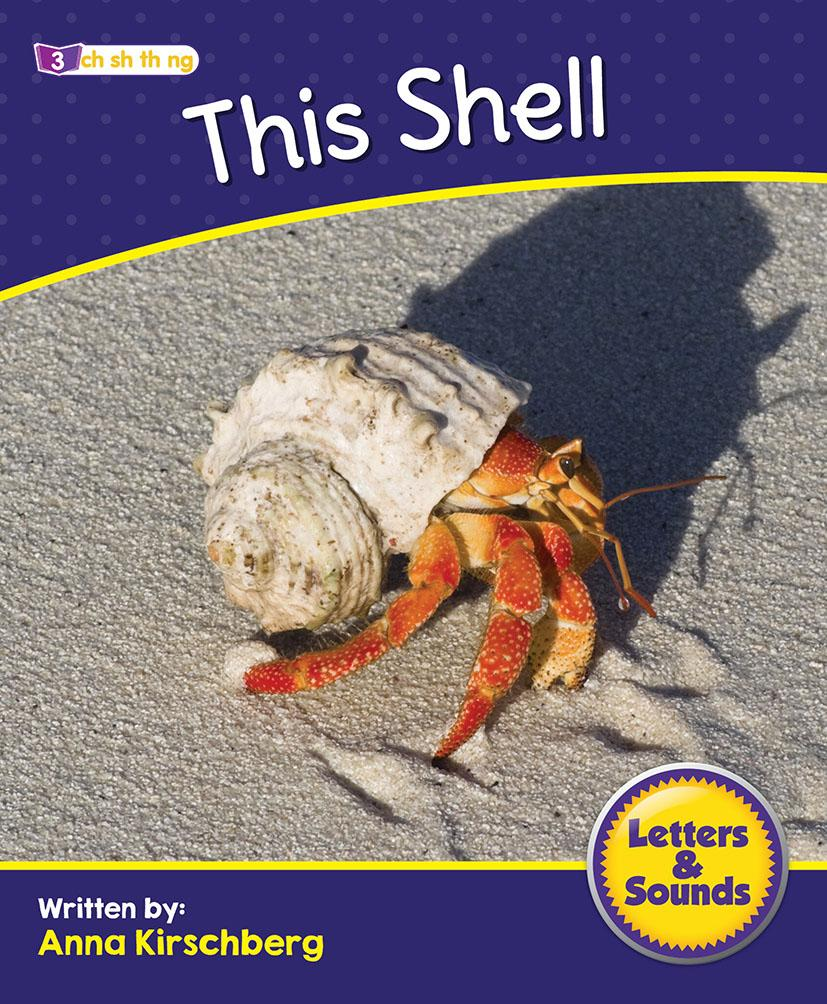 3 ch sh th ng
This Shell
Letters
&
Sounds
Written by:
Anna Kirschberg